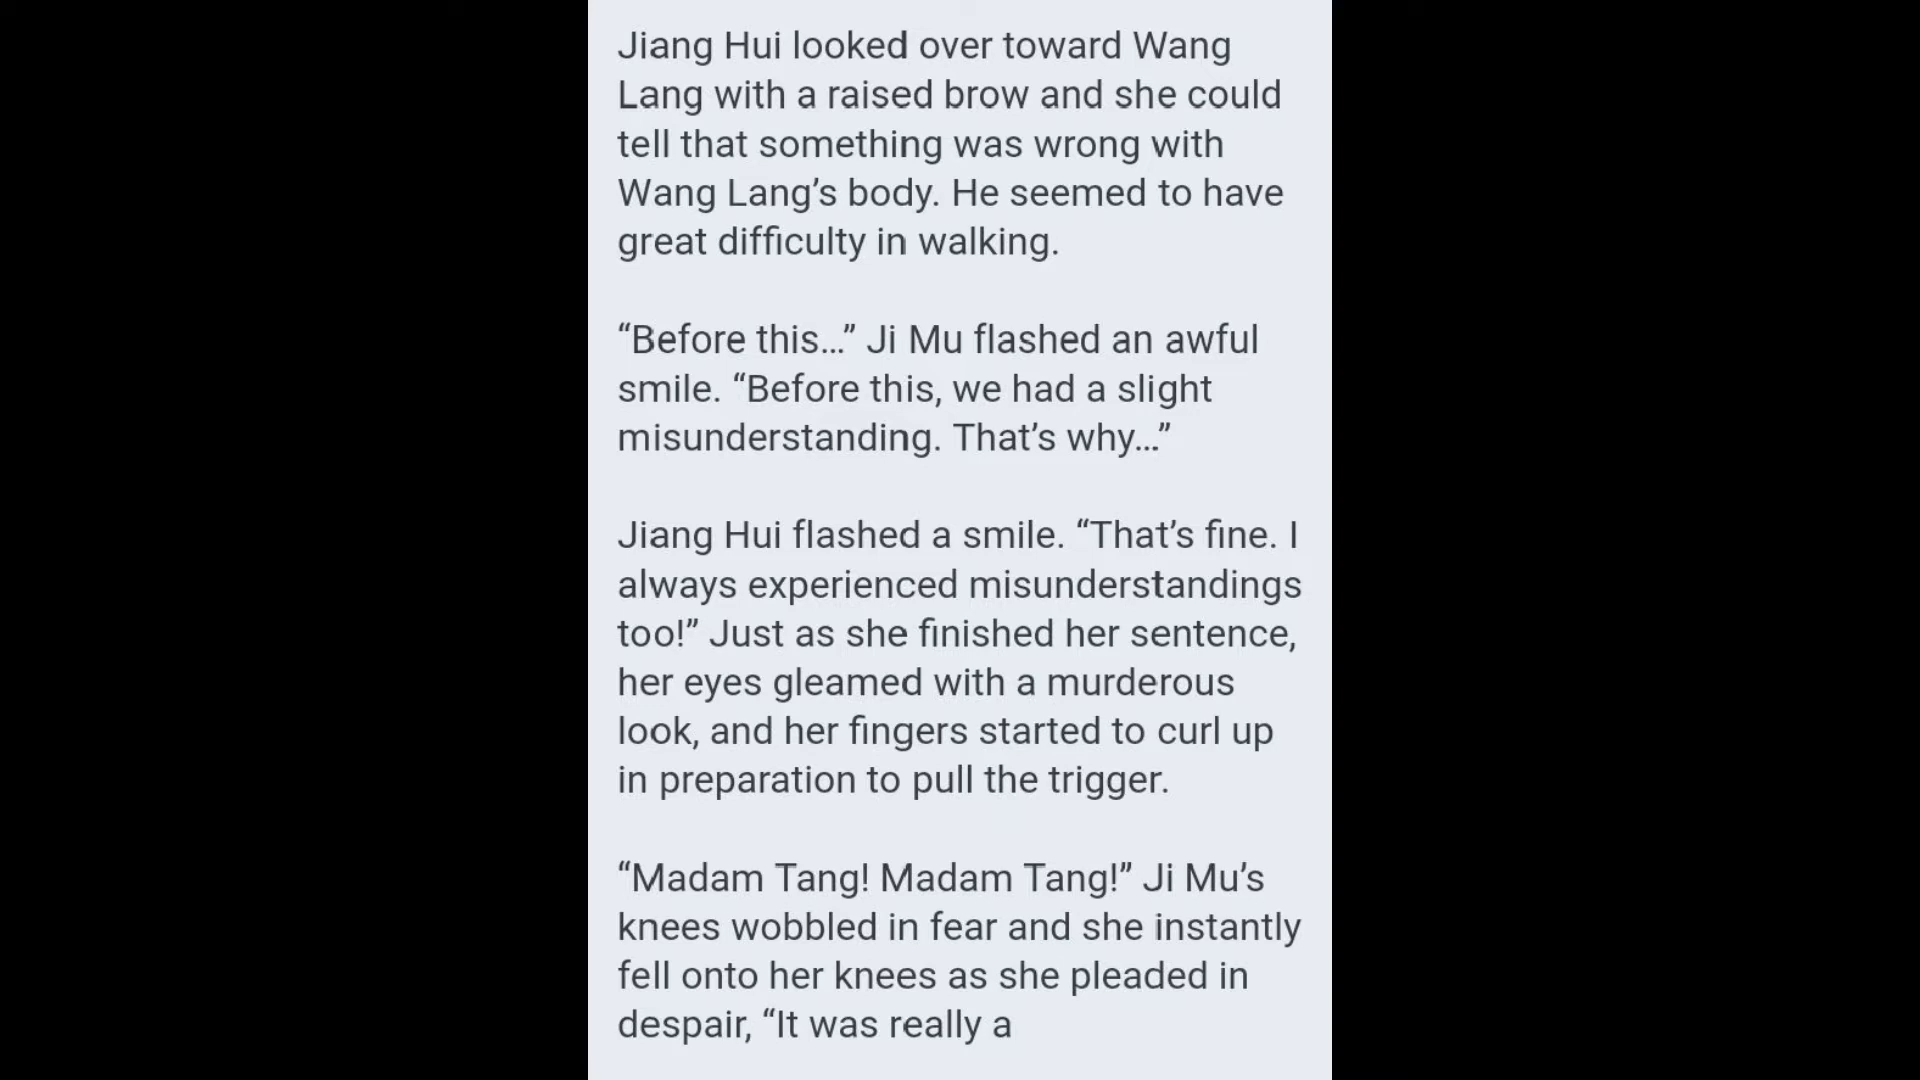 Jiang Hui looked over toward Wang
Lang with a raised brow and she could
tell that something was wrong with
Wang Lang’s body. He seemed to have
great difficulty in walking.
“Before this…” Ji Mu flashed an awful
smile. “Before this, we had a slight
misunderstanding. That’s why…”
Jiang Hui flashed a smile. “That’s fine. I
always experienced misunderstandings
too!” Just as she finished her sentence,
her eyes gleamed with a murderous
look, and her fingers started to curl up
in preparation to pull the trigger.
“Madam Tang! Madam Tang!” Ji Mu’s
knees wobbled in fear and she instantly
fell onto her knees as she pleaded in
despair, “It was really a